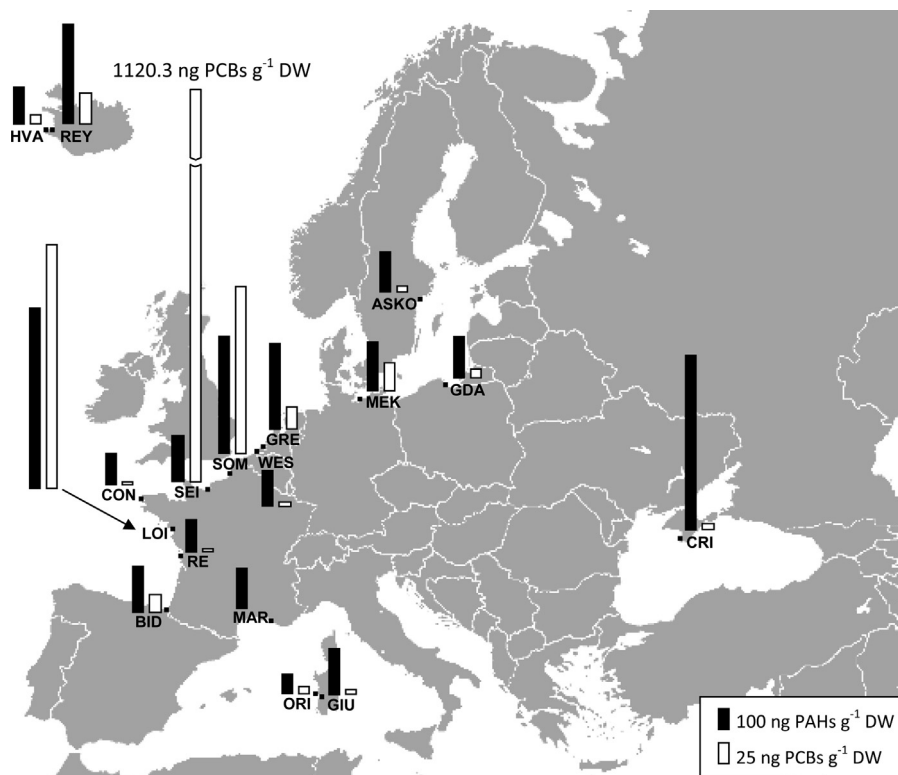 1120.3 ng PCBs g⁻¹ DW
HVA REY
ASKO
MEK
GDA
GRE
SOM WES
CON SEI
LOI
RE
CRI
BID
MAR
ORI GIU
100 ng PAHs g⁻¹ DW
25 ng PCBs g⁻¹ DW